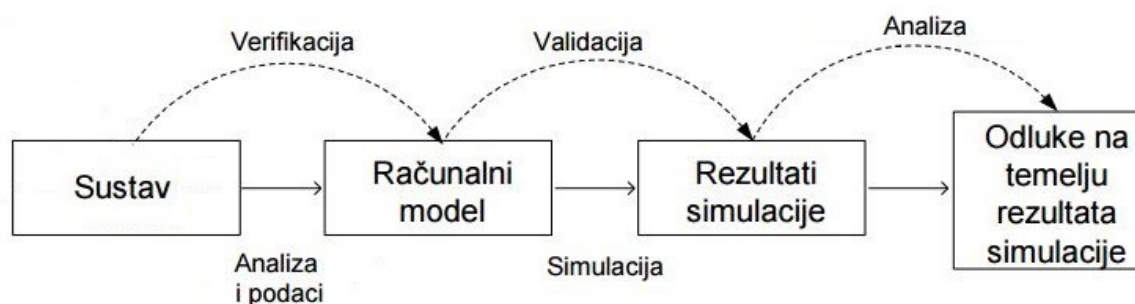 Verifikacija
Validacija
Analiza
Sustav
Računalni
model
Rezultati
simulacije
Odluke na
temelju
rezultata
simulacije
Analiza
i podaci
Simulacija